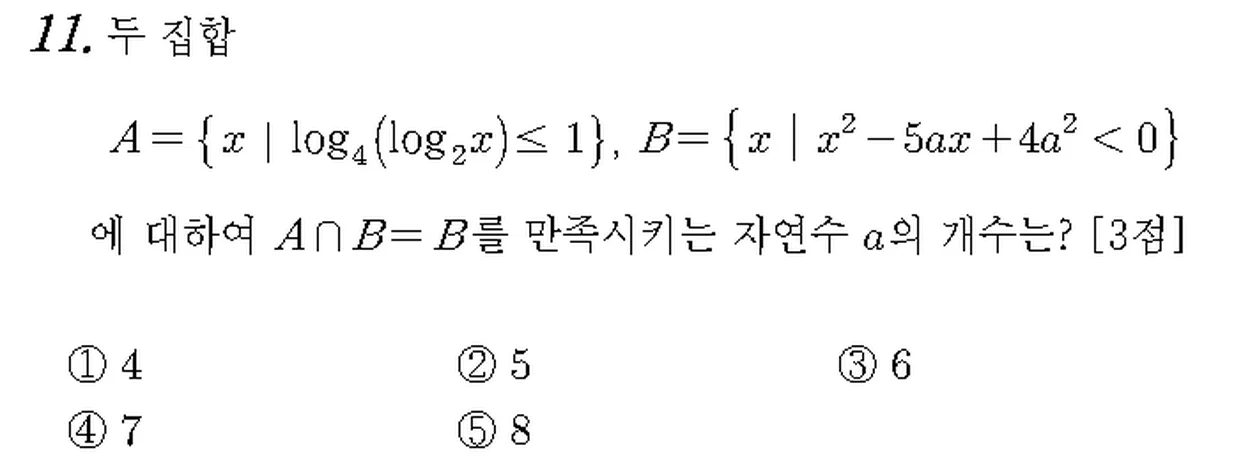 11. 두 집합
A = { x | log₄(log₂x) ≤ 1 }, B = { x | x² − 5ax + 4a² < 0 }
에 대하여 A ∩ B = B를 만족시키는 자연수 a의 개수는? [3점]
① 4 ② 5 ③ 6
④ 7 ⑤ 8